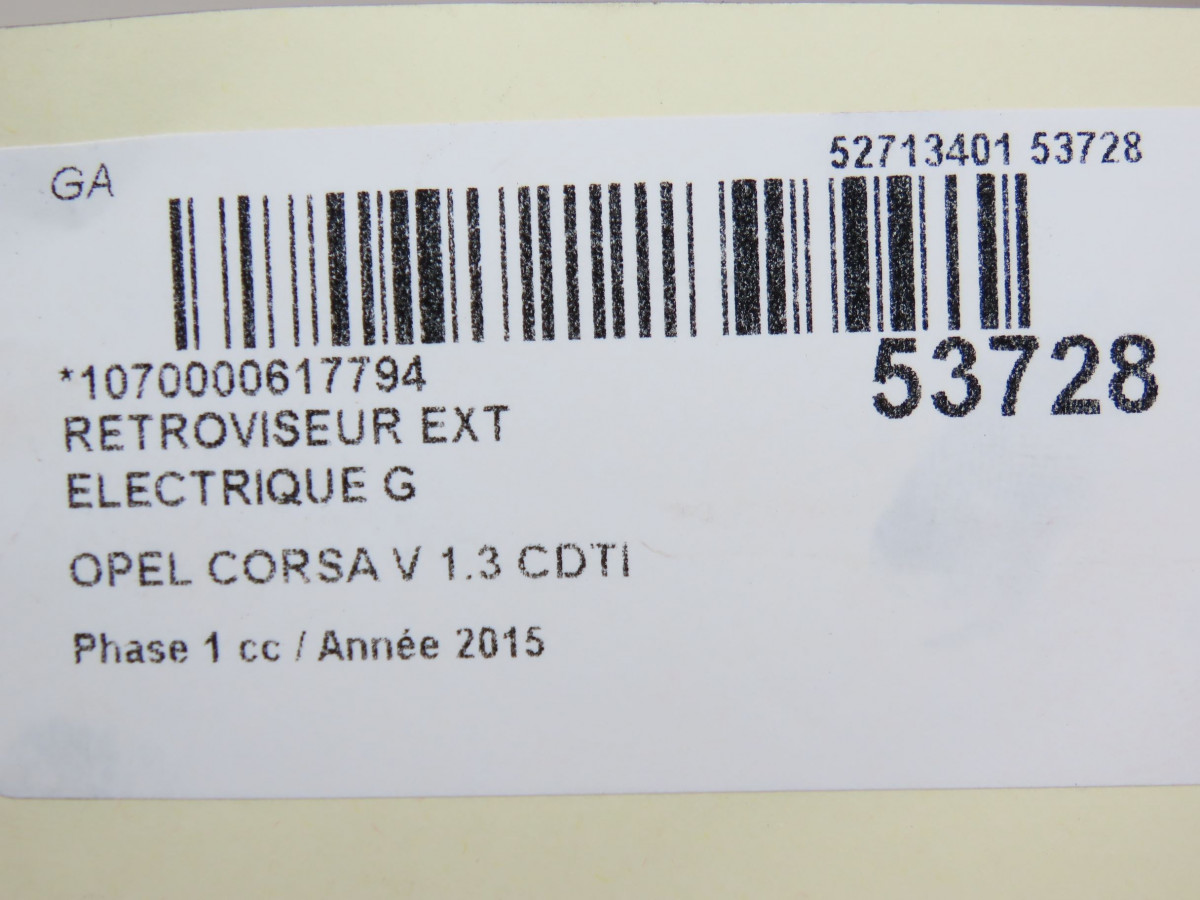 GA
52713401 53728
*1070000617794
53728
RETROVISEUR EXT
ELECTRIQUE G
OPEL CORSA V 1.3 CDTI
Phase 1 cc / Année 2015